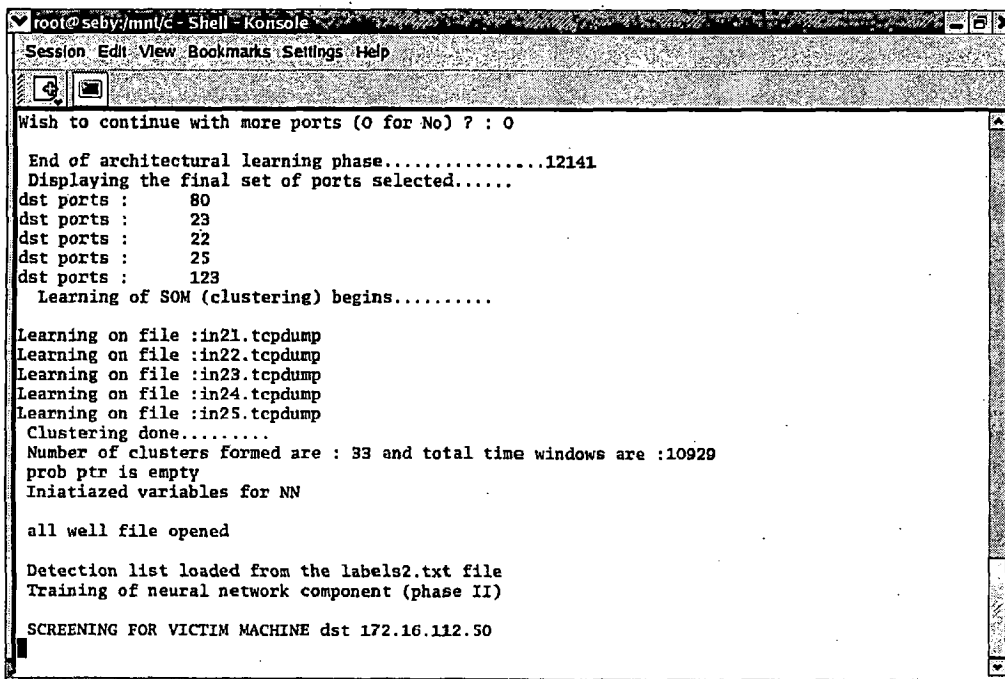 root@seby:/mnt/c - Shell - Konsole
Session Edit View Bookmarks Settings Help
Wish to continue with more ports (0 for No) ? : 0
End of architectural learning phase................12141
Displaying the final set of ports selected......
dst ports : 80
dst ports : 23
dst ports : 22
dst ports : 25
dst ports : 123
Learning of SOM (clustering) begins..........
Learning on file :in21.tcpdump
Learning on file :in22.tcpdump
Learning on file :in23.tcpdump
Learning on file :in24.tcpdump
Learning on file :in25.tcpdump
Clustering done.........
Number of clusters formed are : 33 and total time windows are :10929
prob ptr is empty
Iniatiazed variables for NN
all well file opened
Detection list loaded from the labels2.txt file
Training of neural network component (phase II)
SCREENING FOR VICTIM MACHINE dst 172.16.112.50